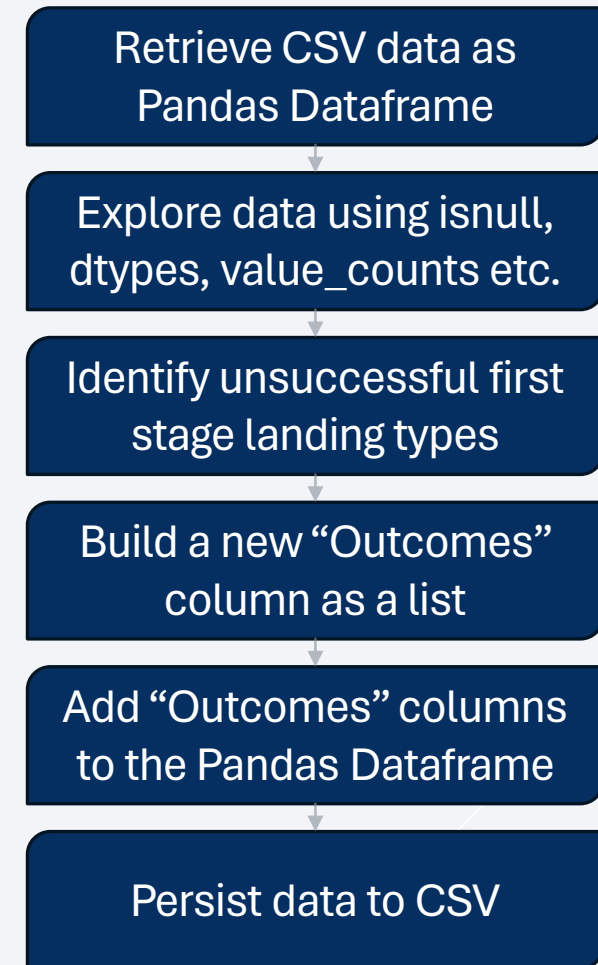 Retrieve CSV data as
Pandas Dataframe
Explore data using isnull,
dtypes, value_counts etc.
Identify unsuccessful first
stage landing types
Build a new “Outcomes”
column as a list
Add “Outcomes” columns
to the Pandas Dataframe
Persist data to CSV